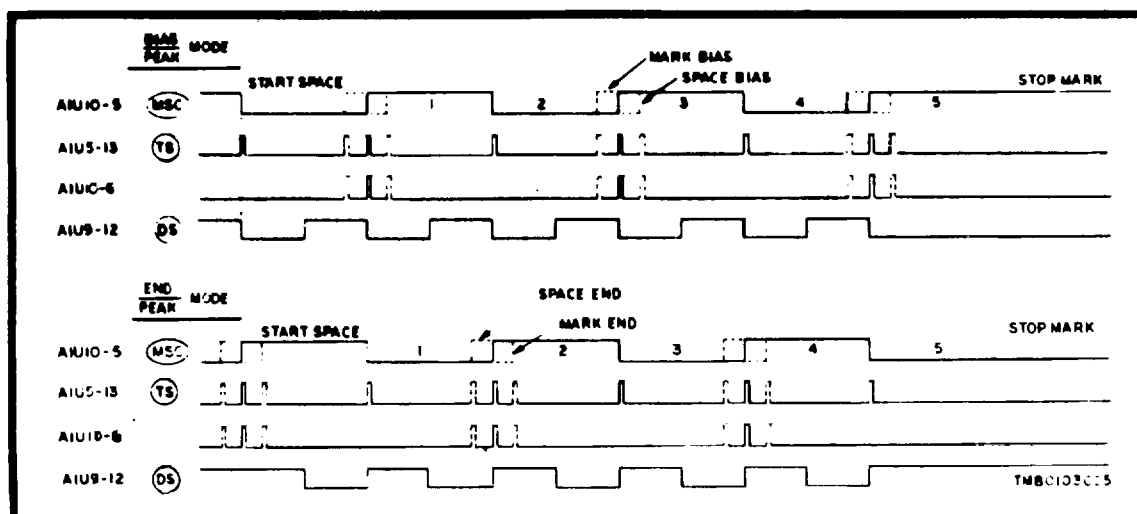 BIAS
PEAK MODE
MARK BIAS
SPACE BIAS
START SPACE
STOP MARK
A1U10-5 MSC 1 2 3 4 5
A1U5-13 TS
A1U10-6
A1U9-12 DS
END
PEAK MODE
SPACE END
MARK END
START SPACE
STOP MARK
A1U10-5 MSC 1 2 3 4 5
A1U5-13 TS
A1U10-6
A1U9-12 DS